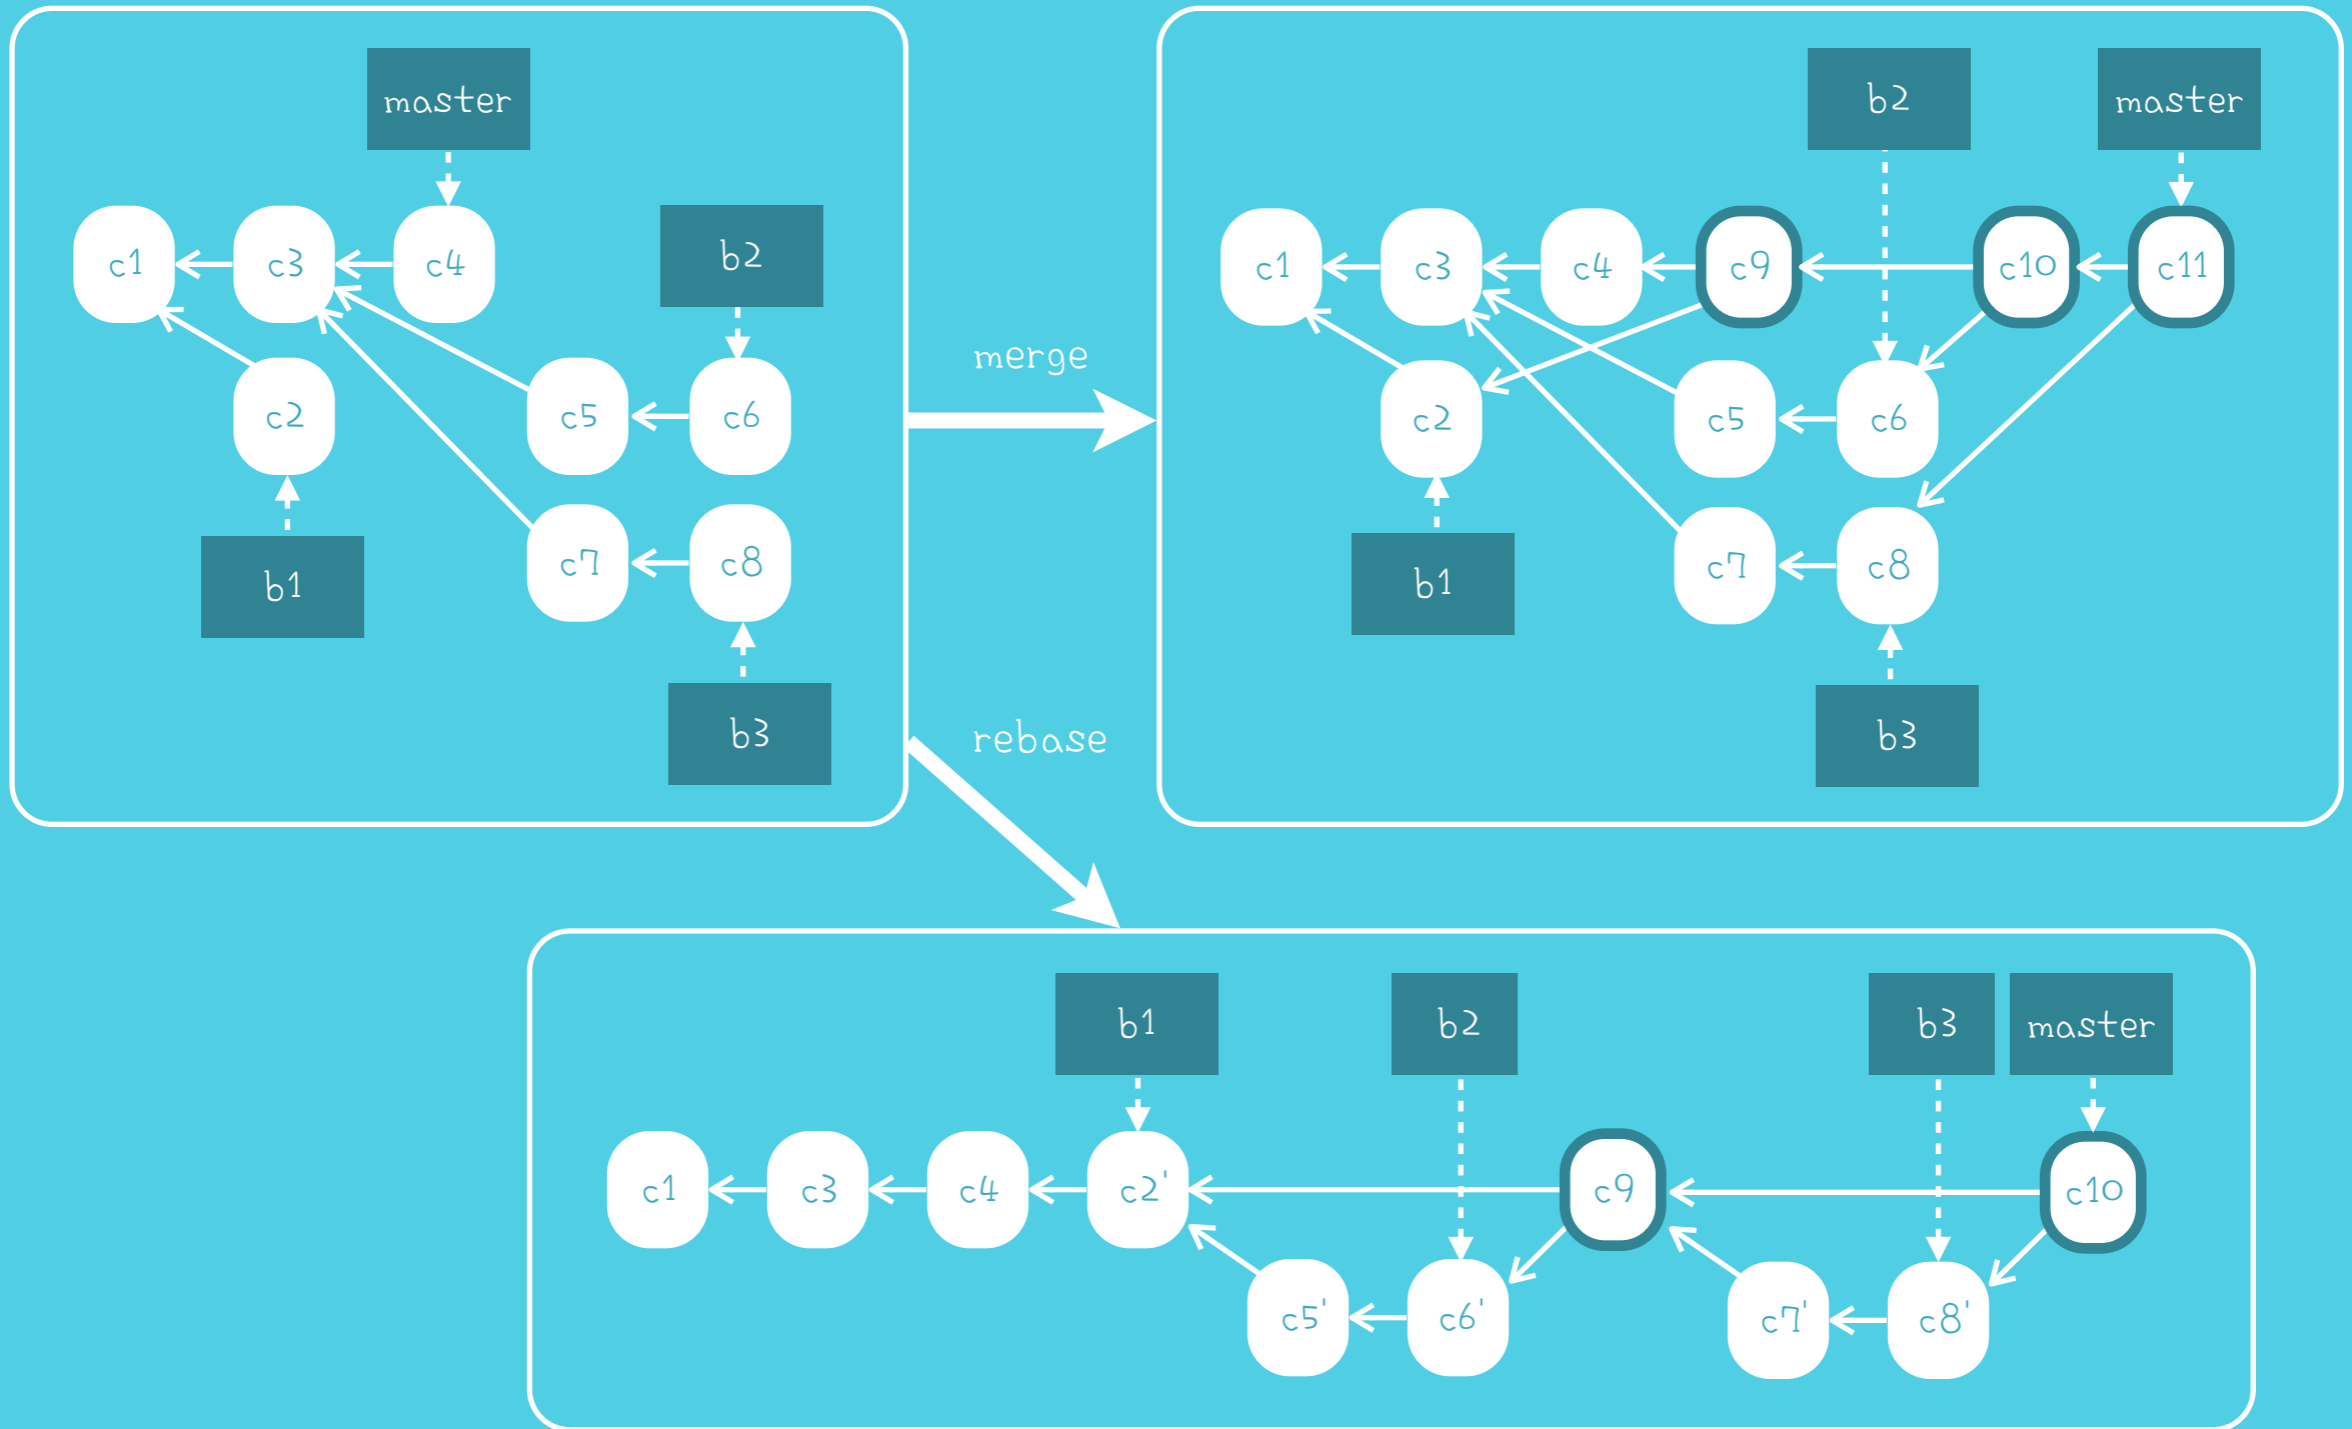 master
c1 c3 c4
b2
c2 c5 c6
c7 c8
b1
b3
merge
rebase
b2 master
c1 c3 c4 c9 c10 c11
c2 c5 c6
c7 c8
b1
b3
b1 b2 b3 master
c1 c3 c4 c2' c9 c10
c5' c6' c7' c8'